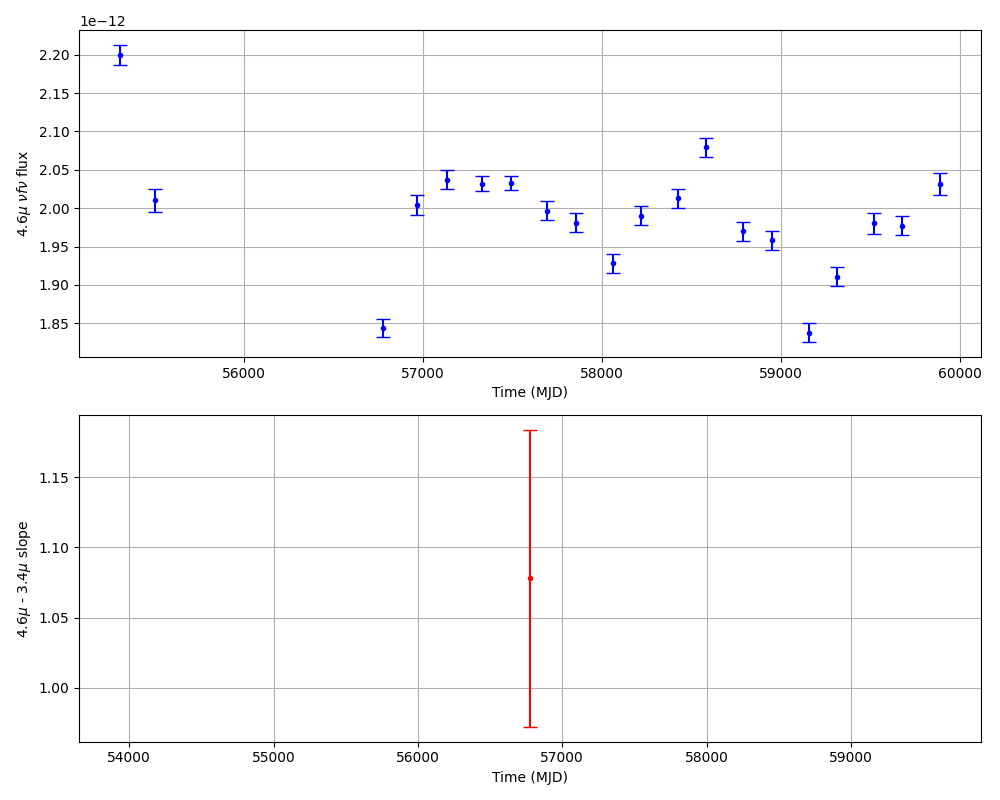 1e−12
2.20
2.15
2.10
2.05
2.00
1.95
1.90
1.85
4.6μ νfν flux
56000 57000 58000 59000 60000
Time (MJD)
1.15
1.10
1.05
1.00
4.6μ - 3.4μ slope
54000 55000 56000 57000 58000 59000
Time (MJD)